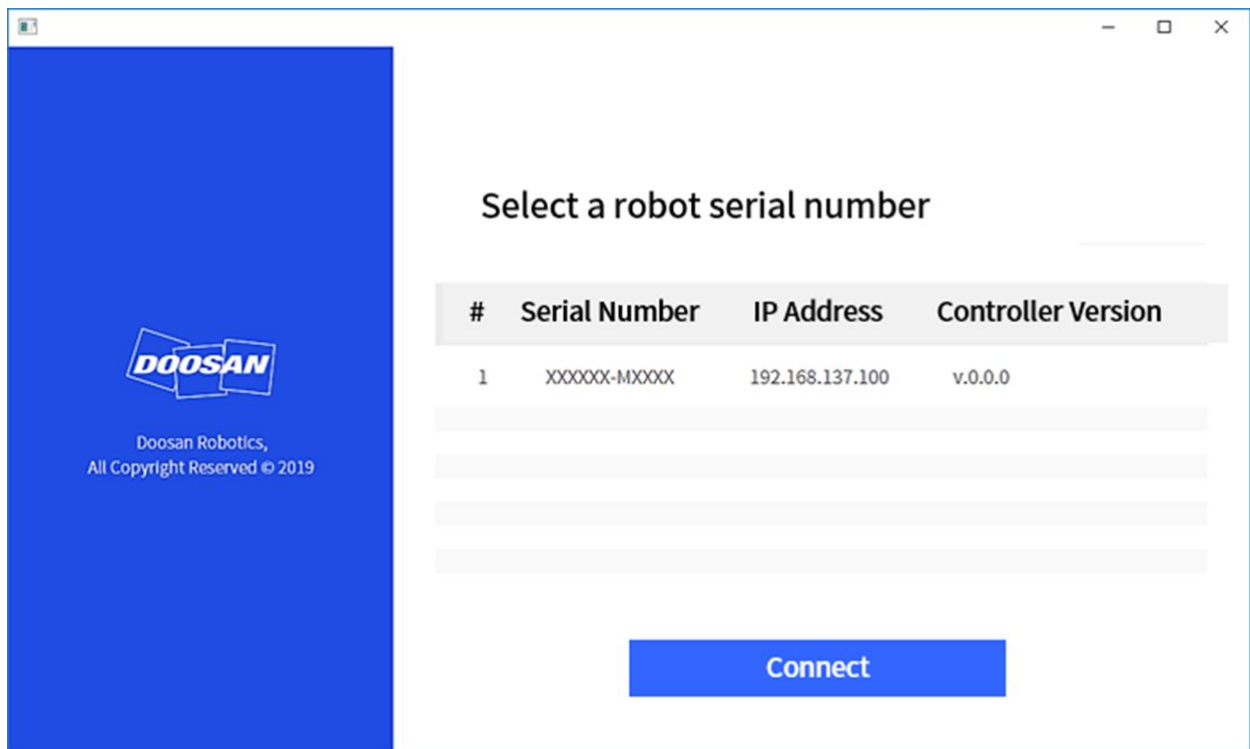 Select a robot serial number
# Serial Number IP Address Controller Version
1 XXXXXX-MXXXX 192.168.137.100 v.0.0.0
DOOSAN
Doosan Robotics,
All Copyright Reserved © 2019
Connect